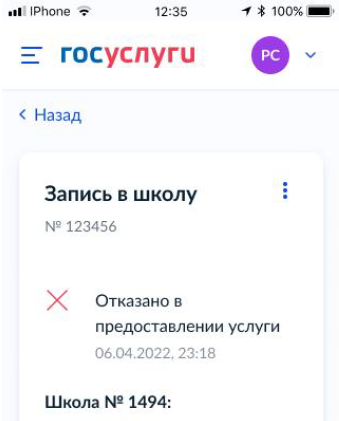 iPhone 12:35 100%
госуслуги РС
Назад
Запись в школу
№ 123456
Отказано в
предоставлении услуги
06.04.2022, 23:18
Школа № 1494: